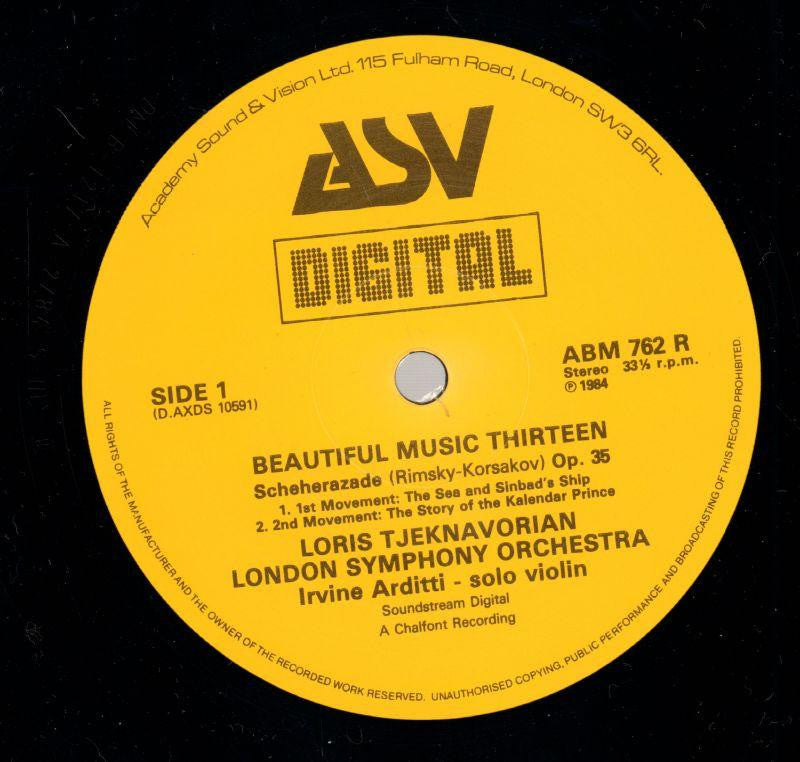 Academy Sound & Vision Ltd. 115 Fulham Road, London SW3 6RL.
ASV
DIGITAL
SIDE 1
(D.AXDS 10591)
ABM 762 R
Stereo 33⅓ r.p.m.
℗ 1984
BEAUTIFUL MUSIC THIRTEEN
Scheherazade (Rimsky-Korsakov) Op. 35
1. 1st Movement: The Sea and Sinbad's Ship
2. 2nd Movement: The Story of the Kalendar Prince
LORIS TJEKNAVORIAN
LONDON SYMPHONY ORCHESTRA
Irvine Arditti - solo violin
Soundstream Digital
A Chalfont Recording
ALL RIGHTS OF THE MANUFACTURER AND THE OWNER OF THE RECORDED WORK RESERVED. UNAUTHORISED COPYING, PUBLIC PERFORMANCE AND BROADCASTING OF THIS RECORD PROHIBITED.